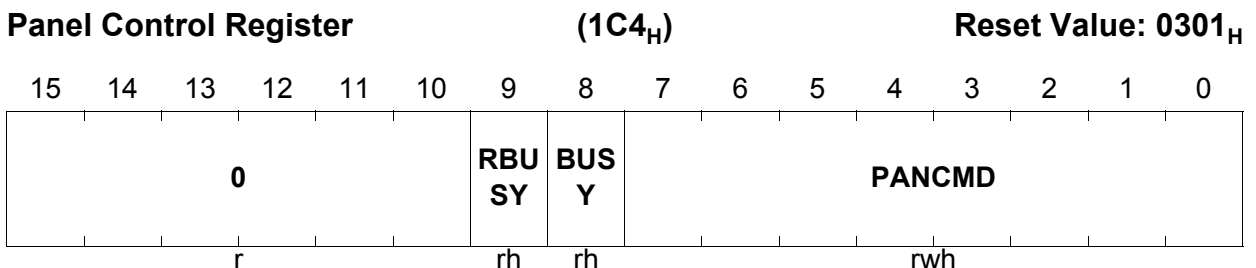 Panel Control Register (1C4H) Reset Value: 0301H
15 14 13 12 11 10 9 8 7 6 5 4 3 2 1 0
0 RBU SY BUS Y PANCMD
r rh rh rwh